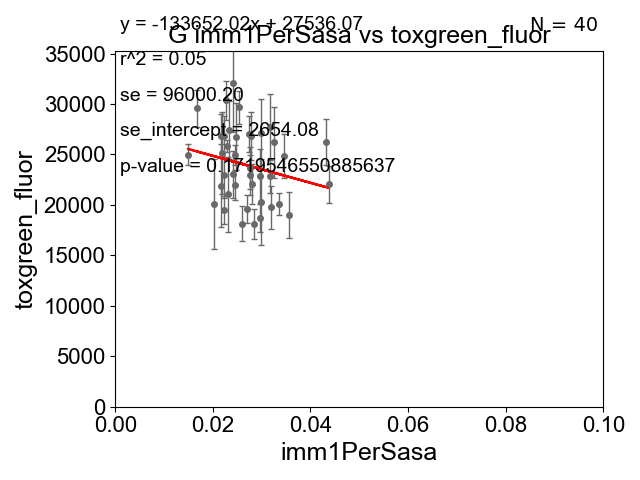 y = -133652.02x + 27536.07
N = 40
G imm1PerSasa vs toxgreen_fluor
r^2 = 0.05
se = 96000.20
se_intercept = 2654.08
p-value = 0.1719546550885637
toxgreen_fluor
35000
30000
25000
20000
15000
10000
5000
0
0.00 0.02 0.04 0.06 0.08 0.10
imm1PerSasa